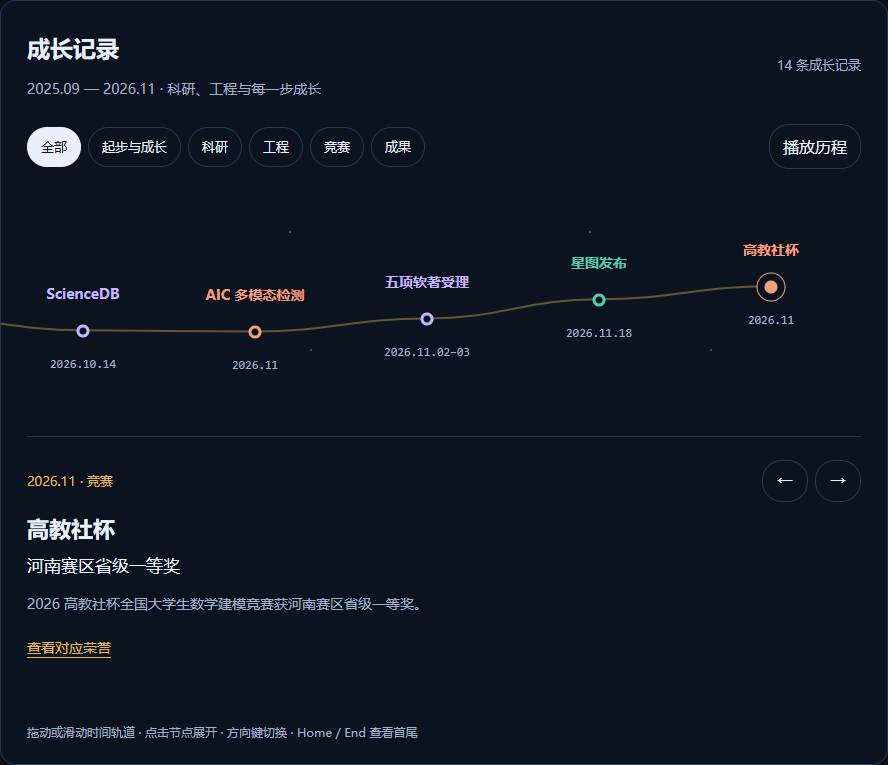 成长记录
14 条成长记录
2025.09 — 2026.11 · 科研、工程与每一步成长
全部
起步与成长
科研
工程
竞赛
成果
播放历程
ScienceDB
2026.10.14
AIC 多模态检测
2026.11
五项软著受理
2026.11.02-03
星图发布
2026.11.18
高教社杯
2026.11
2026.11 · 竞赛
←
→
高教社杯
河南赛区省级一等奖
2026 高教社杯全国大学生数学建模竞赛获河南赛区省级一等奖。
查看对应荣誉
拖动或滑动时间轨道 · 点击节点展开 · 方向键切换 · Home / End 查看首尾